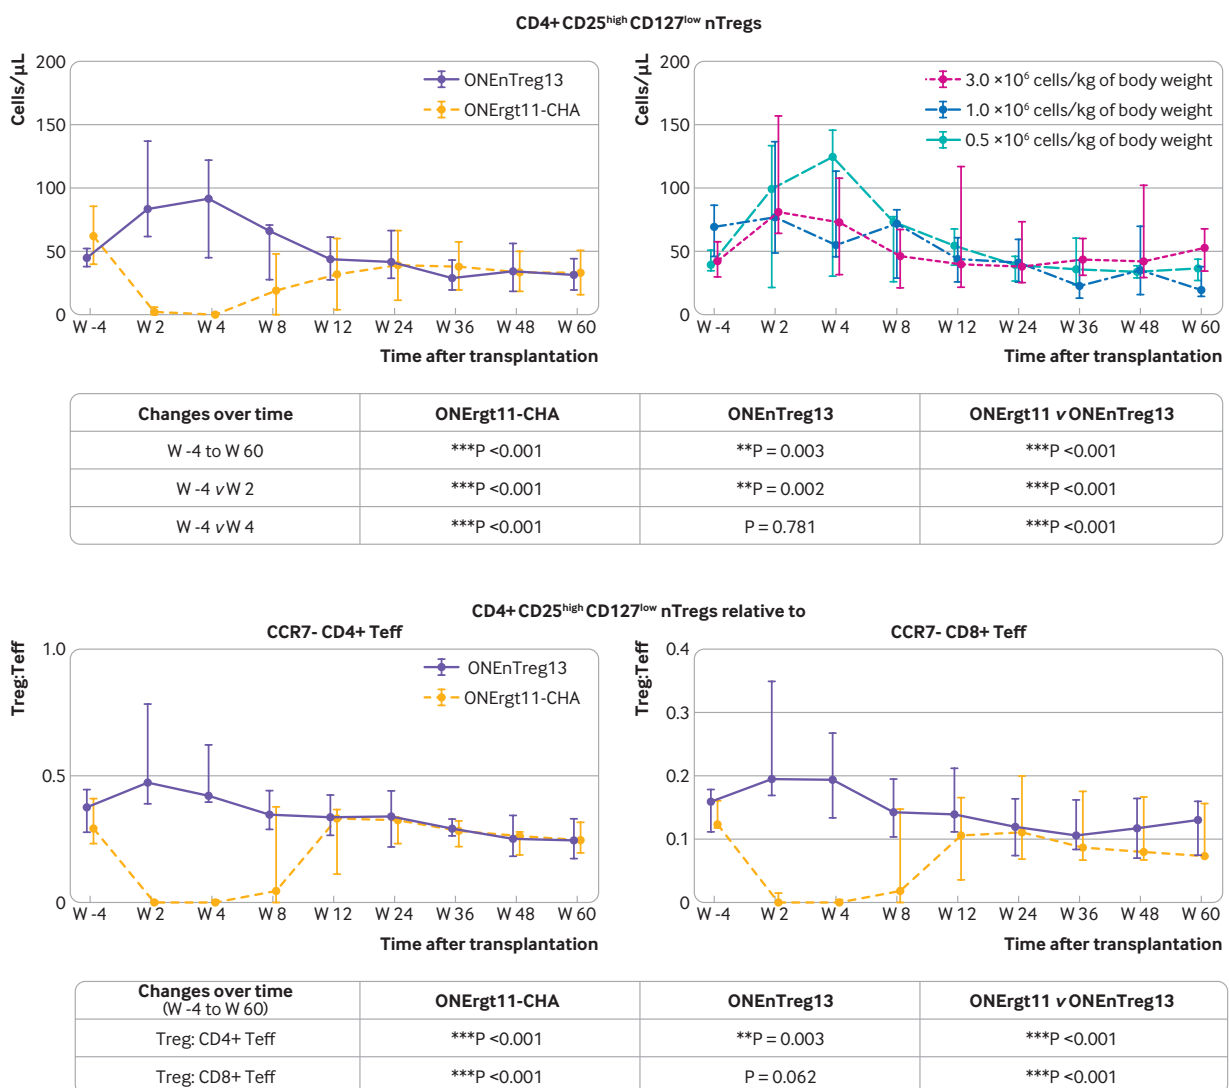 CD4+ CD25high CD127low nTregs
Cells/µL
200
150
100
50
0
ONEnTreg13
ONErgt11-CHA
W -4 W 2 W 4 W 8 W 12 W 24 W 36 W 48 W 60
Time after transplantation
Cells/µL
200
150
100
50
0
3.0 ×10⁶ cells/kg of body weight
1.0 ×10⁶ cells/kg of body weight
0.5 ×10⁶ cells/kg of body weight
W -4 W 2 W 4 W 8 W 12 W 24 W 36 W 48 W 60
Time after transplantation
Changes over time ONErgt11-CHA ONEnTreg13 ONErgt11 v ONEnTreg13
W -4 to W 60 ***P <0.001 **P = 0.003 ***P <0.001
W -4 v W 2 ***P <0.001 **P = 0.002 ***P <0.001
W -4 v W 4 ***P <0.001 P = 0.781 ***P <0.001
CD4+ CD25high CD127low nTregs relative to
CCR7- CD4+ Teff
Treg:Teff
1.0
0.5
0
ONEnTreg13
ONErgt11-CHA
W -4 W 2 W 4 W 8 W 12 W 24 W 36 W 48 W 60
Time after transplantation
CCR7- CD8+ Teff
Treg:Teff
0.4
0.3
0.2
0.1
0
W -4 W 2 W 4 W 8 W 12 W 24 W 36 W 48 W 60
Time after transplantation
Changes over time
(W -4 to W 60)
ONErgt11-CHA ONEnTreg13 ONErgt11 v ONEnTreg13
Treg: CD4+ Teff ***P <0.001 **P = 0.003 ***P <0.001
Treg: CD8+ Teff ***P <0.001 P = 0.062 ***P <0.001